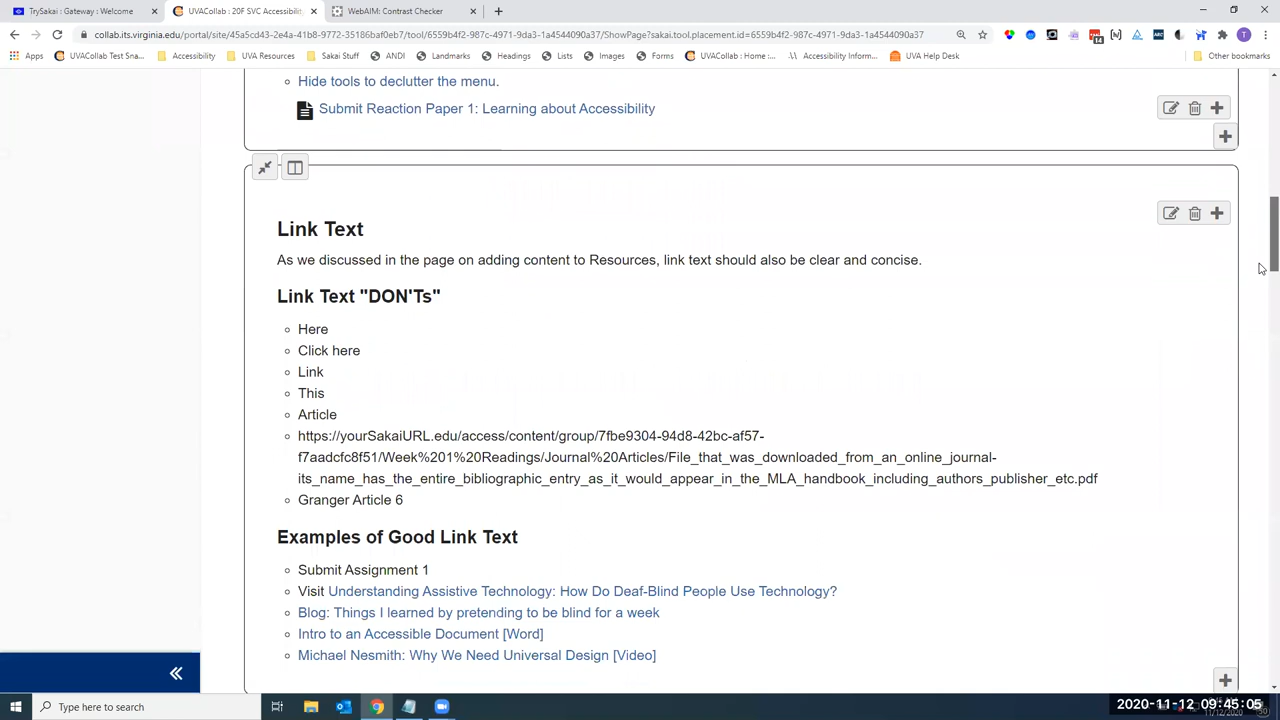 TrySakai : Gateway : Welcome
UVACollab : 20F SVC Accessibilit
WebAIM: Contrast Checker
collab.its.virginia.edu/portal/site/45a5cd43-2e4a-41b8-9772-35186baf0ee7/tool/6559b4f2-987c-4971-9da3-1a4544090a37/ShowPage?sakai.tool.placement.id=6559b4f2-987c-4971-9da3-1a4544090a37
Apps UVACollab Test Sna... Accessibility UVA Resources Sakai Stuff ANDI Landmarks Headings Lists Images Forms UVACollab : Home :... Accessibility Inform... UVA Help Desk Other bookmarks
Hide tools to declutter the menu.
Submit Reaction Paper 1: Learning about Accessibility
Link Text
As we discussed in the page on adding content to Resources, link text should also be clear and concise.
Link Text "DON'Ts"
Here
Click here
Link
This
Article
https://yourSakaiURL.edu/access/content/group/7fbe9304-94d8-42bc-af57-
f7aadcfc8f51/Week%201%20Readings/Journal%20Articles/File_that_was_downloaded_from_an_online_journal-
its_name_has_the_entire_bibliographic_entry_as_it_would_appear_in_the_MLA_handbook_including_authors_publisher_etc.pdf
Granger Article 6
Examples of Good Link Text
Submit Assignment 1
Visit Understanding Assistive Technology: How Do Deaf-Blind People Use Technology?
Blog: Things I learned by pretending to be blind for a week
Intro to an Accessible Document [Word]
Michael Nesmith: Why We Need Universal Design [Video]
Type here to search
2020-11-12 09:45:05
11/12/2020